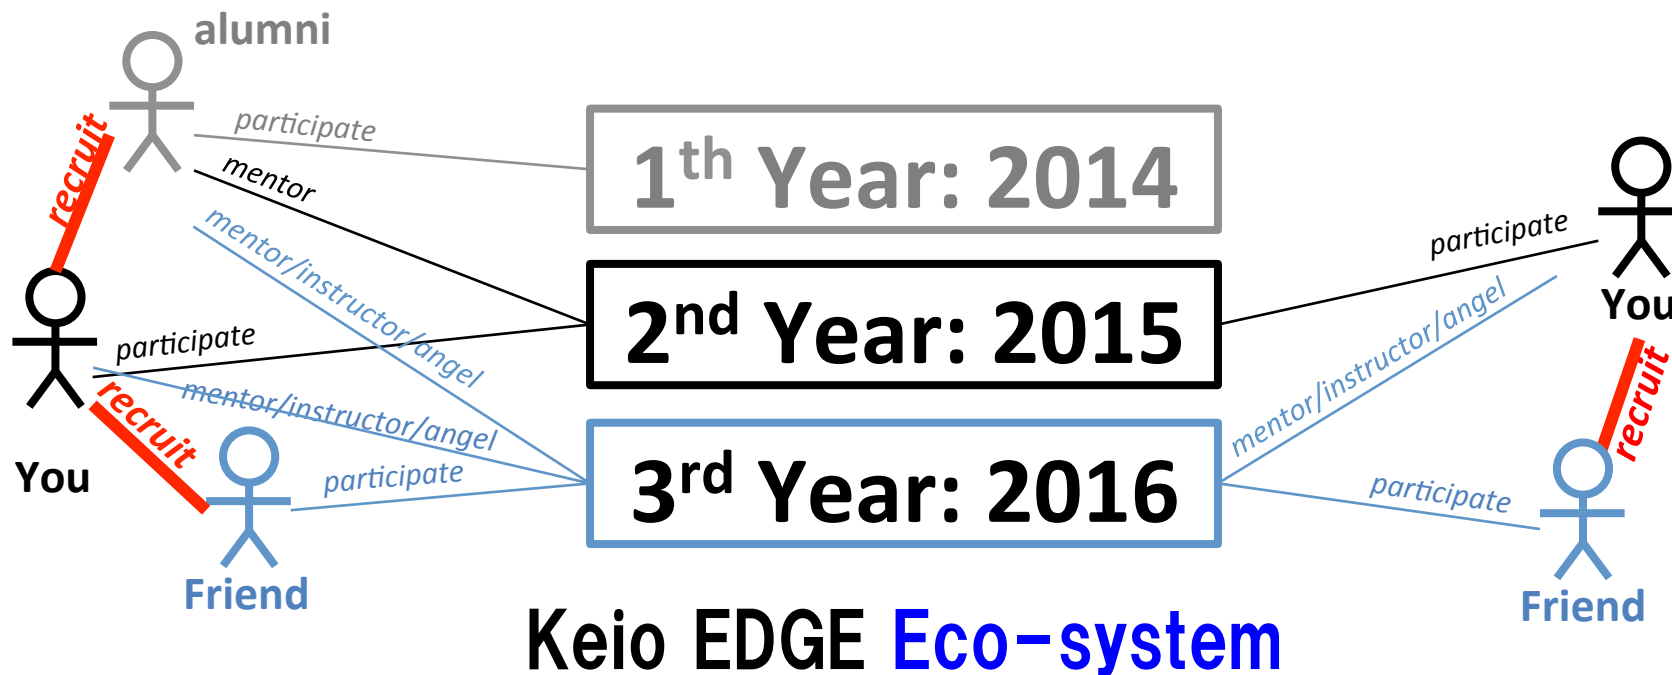 alumni
participate
1th Year: 2014
recruit
mentor
mentor/instructor/angel
participate
You
2nd Year: 2015
participate
mentor/instructor/angel
recruit
recruit
mentor/instructor/angel
You
participate
3rd Year: 2016
participate
Friend
Friend
Keio EDGE Eco-system